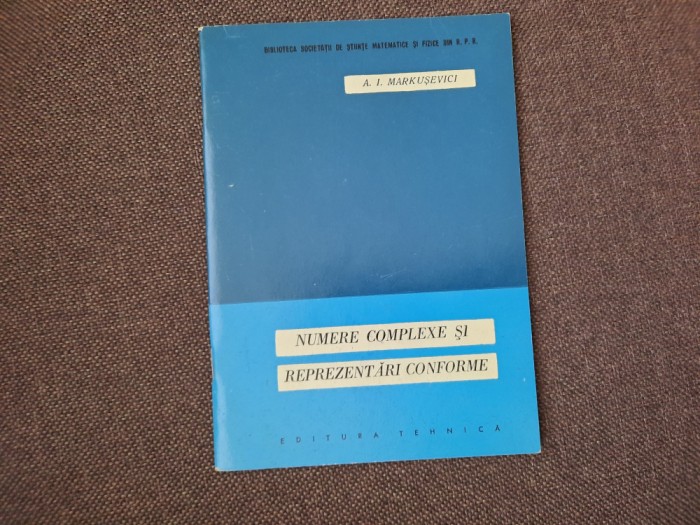 BIBLIOTECA SOCIETĂȚII DE ȘTIINȚE MATEMATICE ȘI FIZICE DIN R. P. R.
A. I. MARKUȘEVICI
NUMERE COMPLEXE ȘI
REPREZENTĂRI CONFORME
EDITURA TEHNICĂ